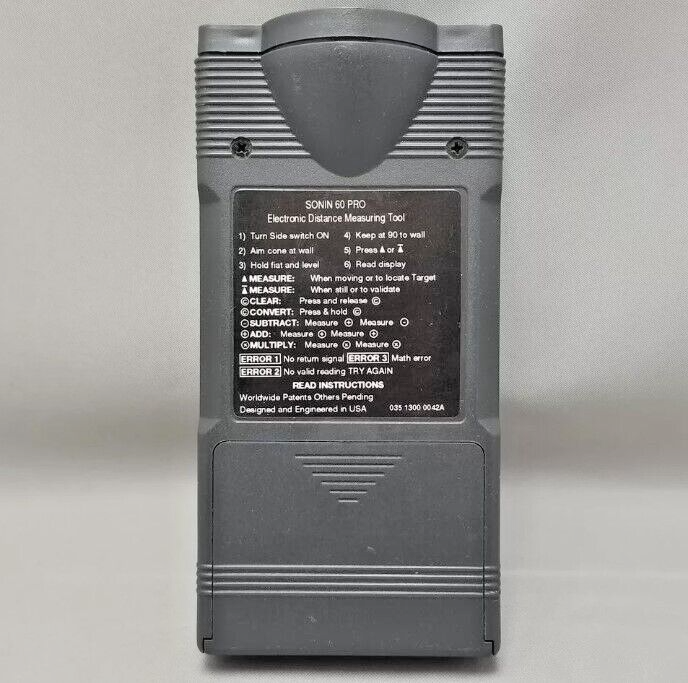 SONIN 60 PRO
Electronic Distance Measuring Tool
1) Turn Side switch ON 4) Keep at 90 to wall
2) Aim cone at wall 5) Press ▲ or ⊼
3) Hold flat and level 6) Read display
▲ MEASURE: When moving or to locate Target
⊼ MEASURE: When still or to validate
© CLEAR: Press and release ©
© CONVERT: Press & hold ©
⊖ SUBTRACT: Measure ⊕ Measure ⊖
⊕ ADD: Measure ⊕ Measure ⊕
⊗ MULTIPLY: Measure ⊗ Measure ⊗
ERROR 1 No return signal ERROR 3 Math error
ERROR 2 No valid reading TRY AGAIN
READ INSTRUCTIONS
Worldwide Patents Others Pending
Designed and Engineered in USA 035 1300 0042A